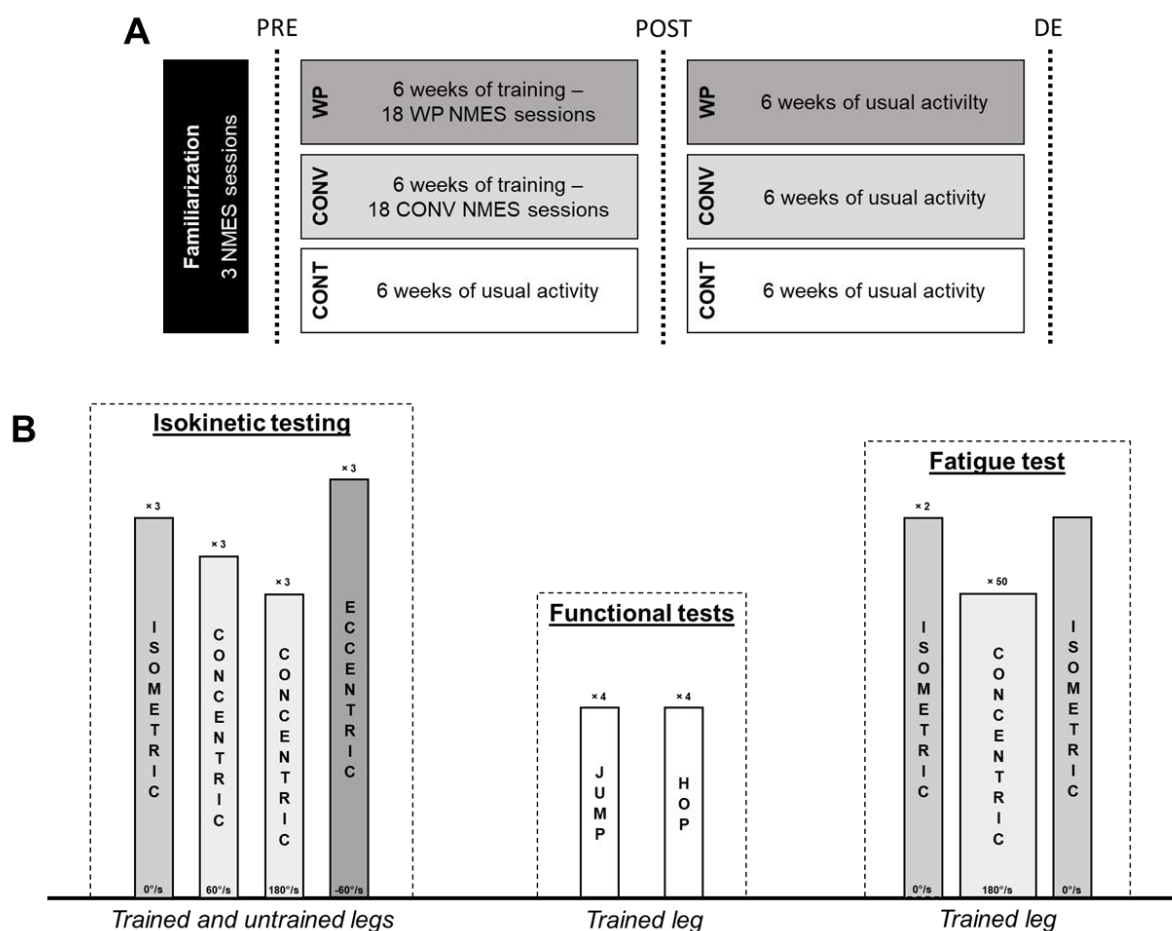 A
PRE
POST
DE
Familiarization
3 NMES sessions
WP
6 weeks of training –
18 WP NMES sessions
WP
6 weeks of usual activilty
CONV
6 weeks of training –
18 CONV NMES sessions
CONV
6 weeks of usual activity
CONT
6 weeks of usual activity
CONT
6 weeks of usual activity
B
Isokinetic testing
× 3
ISOMETRIC
0°/s
× 3
CONCENTRIC
60°/s
× 3
CONCENTRIC
180°/s
× 3
ECCENTRIC
-60°/s
Trained and untrained legs
Functional tests
× 4
JUMP
× 4
HOP
Trained leg
Fatigue test
× 2
ISOMETRIC
0°/s
× 50
CONCENTRIC
180°/s
ISOMETRIC
0°/s
Trained leg